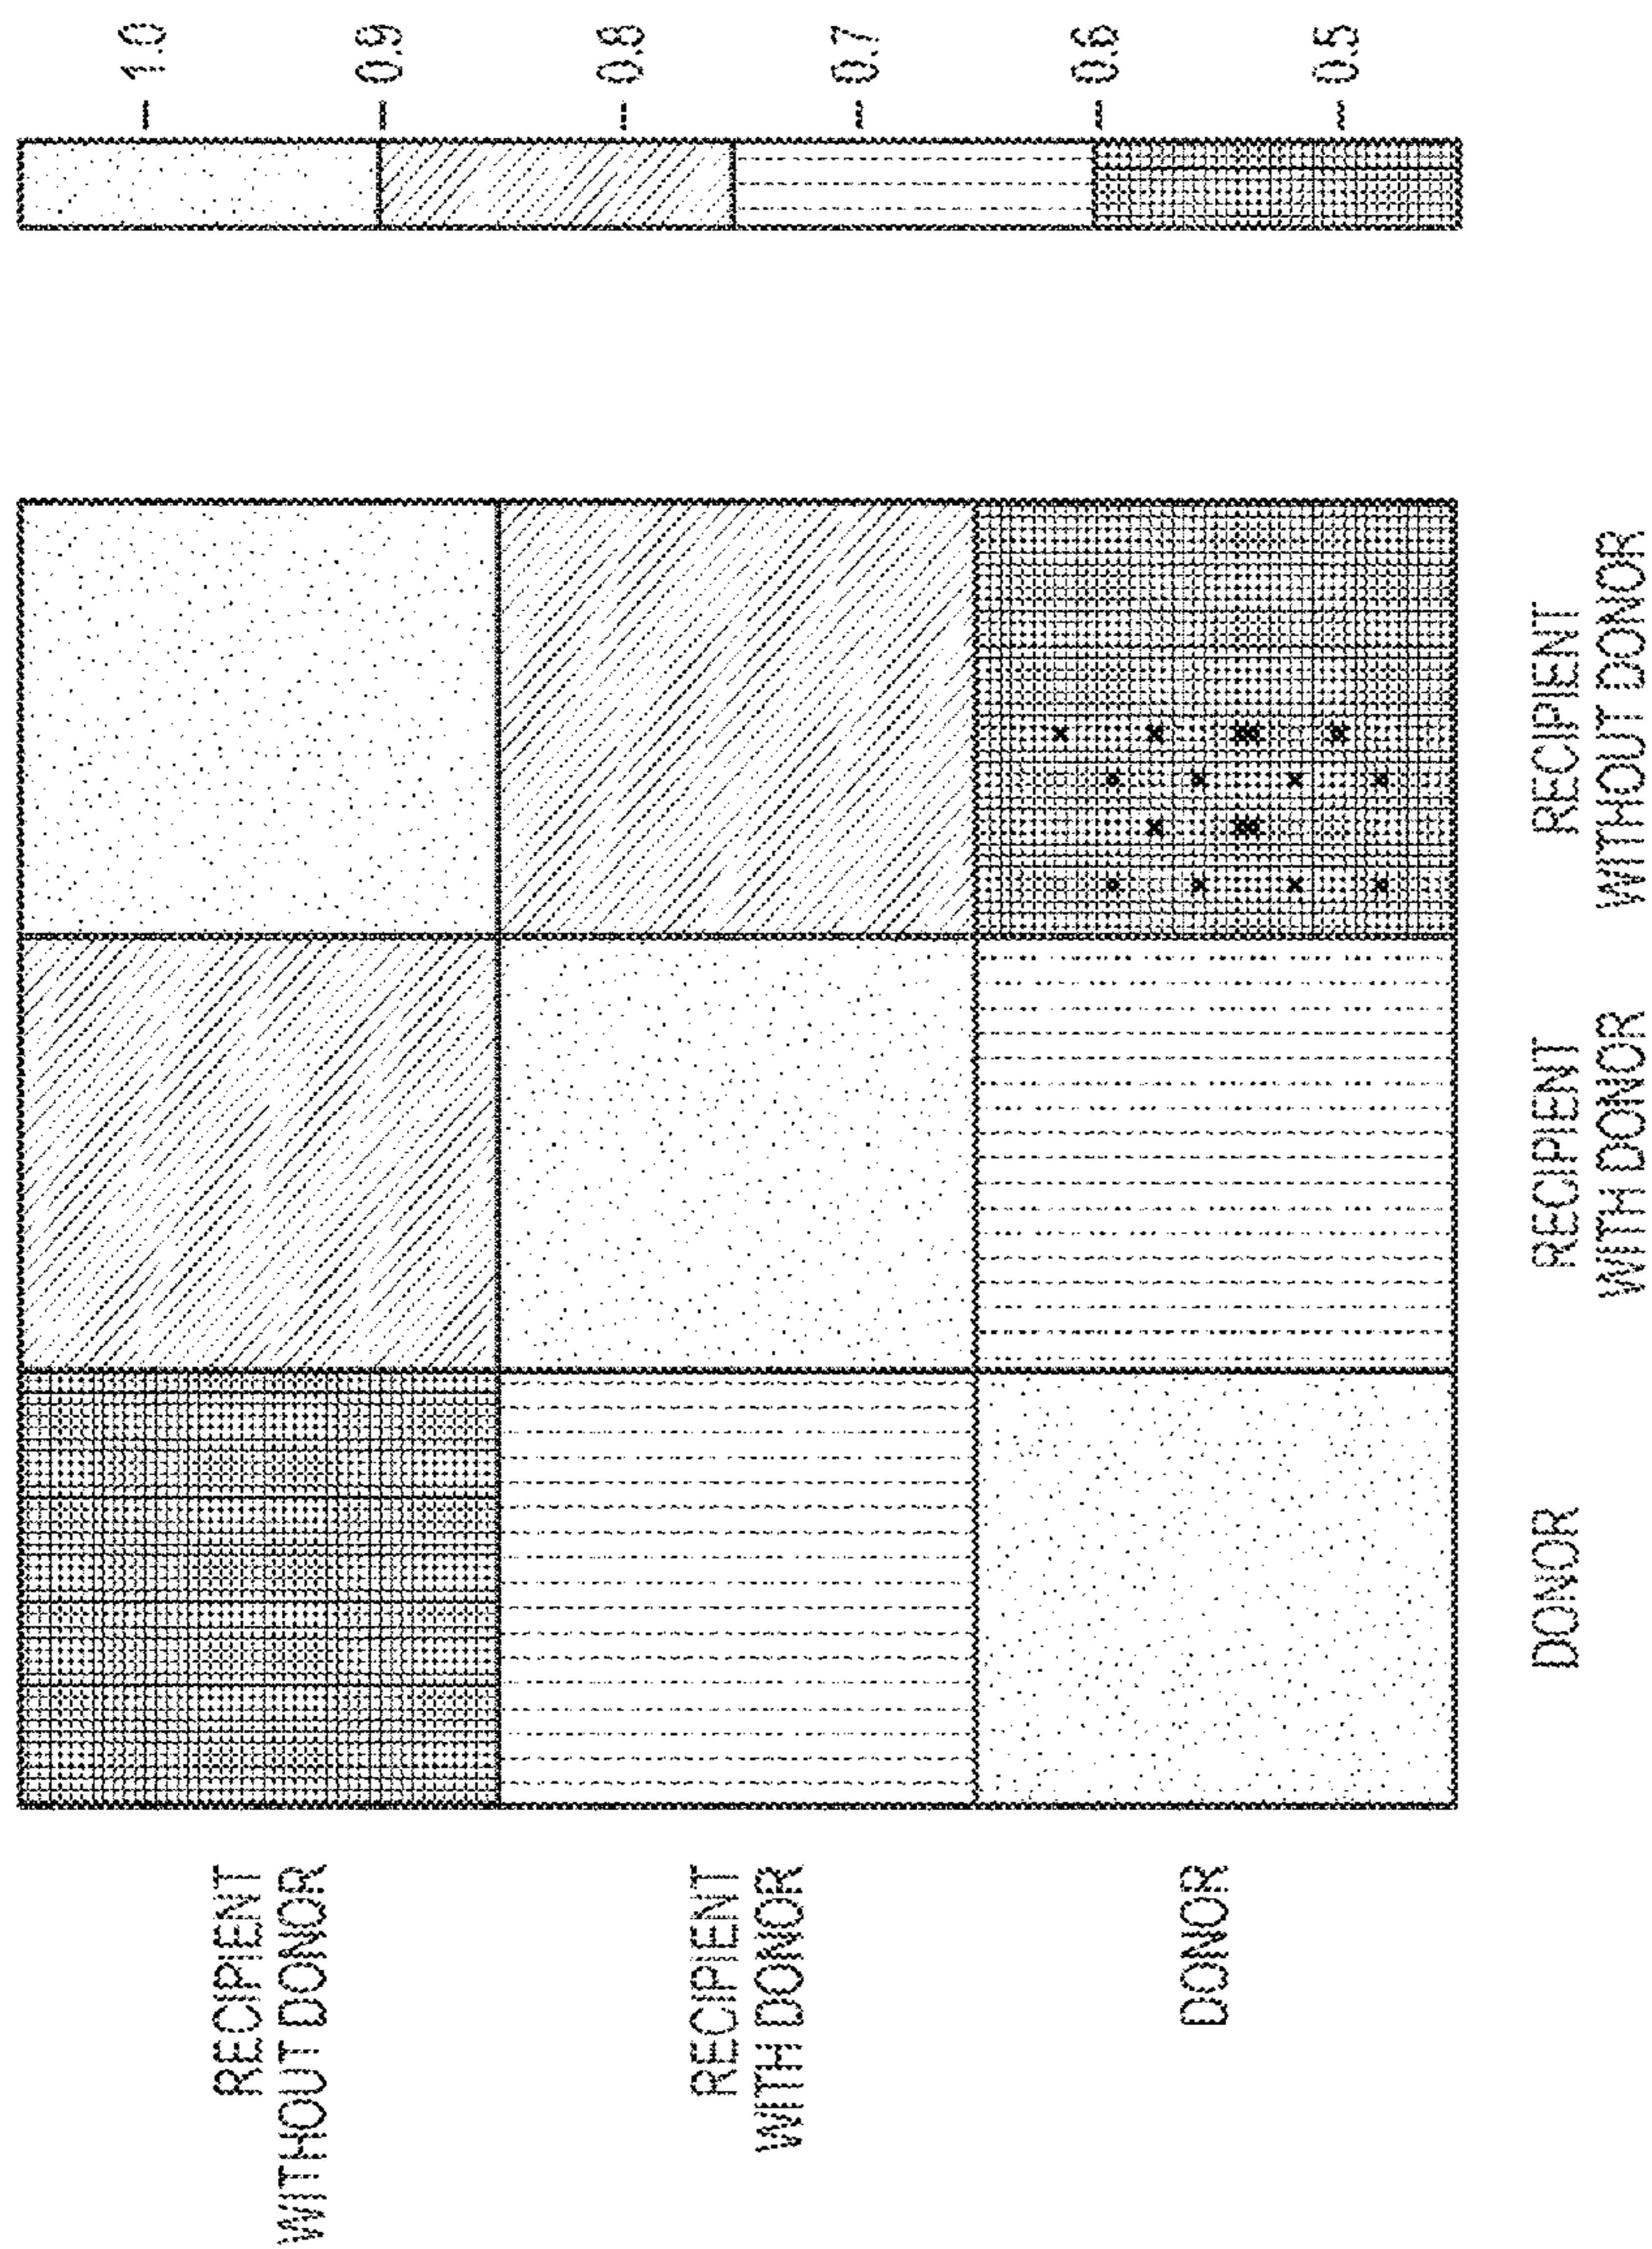 1.0
0.9
0.8
0.7
0.6
0.5
RECIPIENT
WITHOUT DONOR
RECIPIENT
WITH DONOR
DONOR
DONOR
RECIPIENT
WITH DONOR
RECIPIENT
WITHOUT DONOR